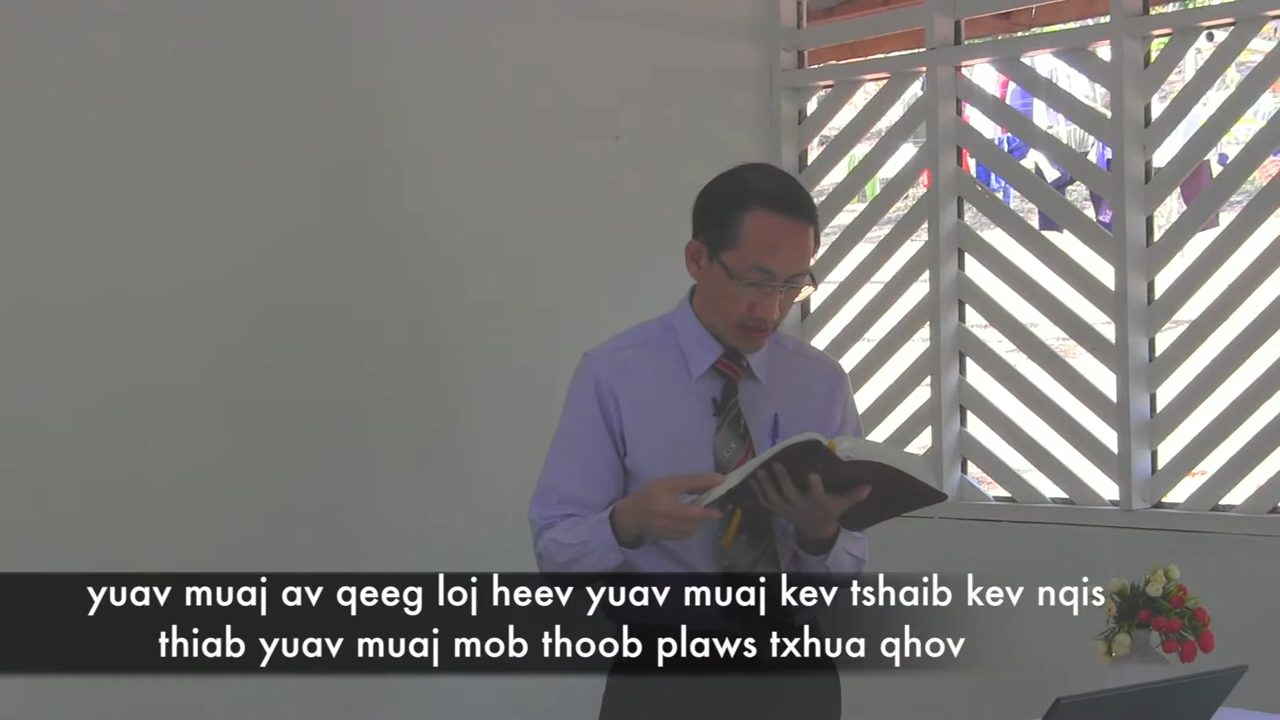 yuav muaj av qeeg loj heev yuav muaj kev tshaib kev nqis
thiab yuav muaj mob thoob plaws txhua qhov